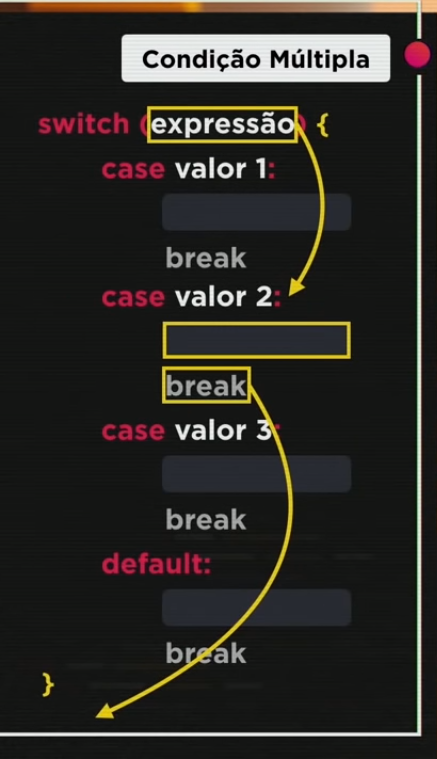 Condição Múltipla
switch (expressão) {
case valor 1:
break
case valor 2:
break
case valor 3:
break
default:
break
}